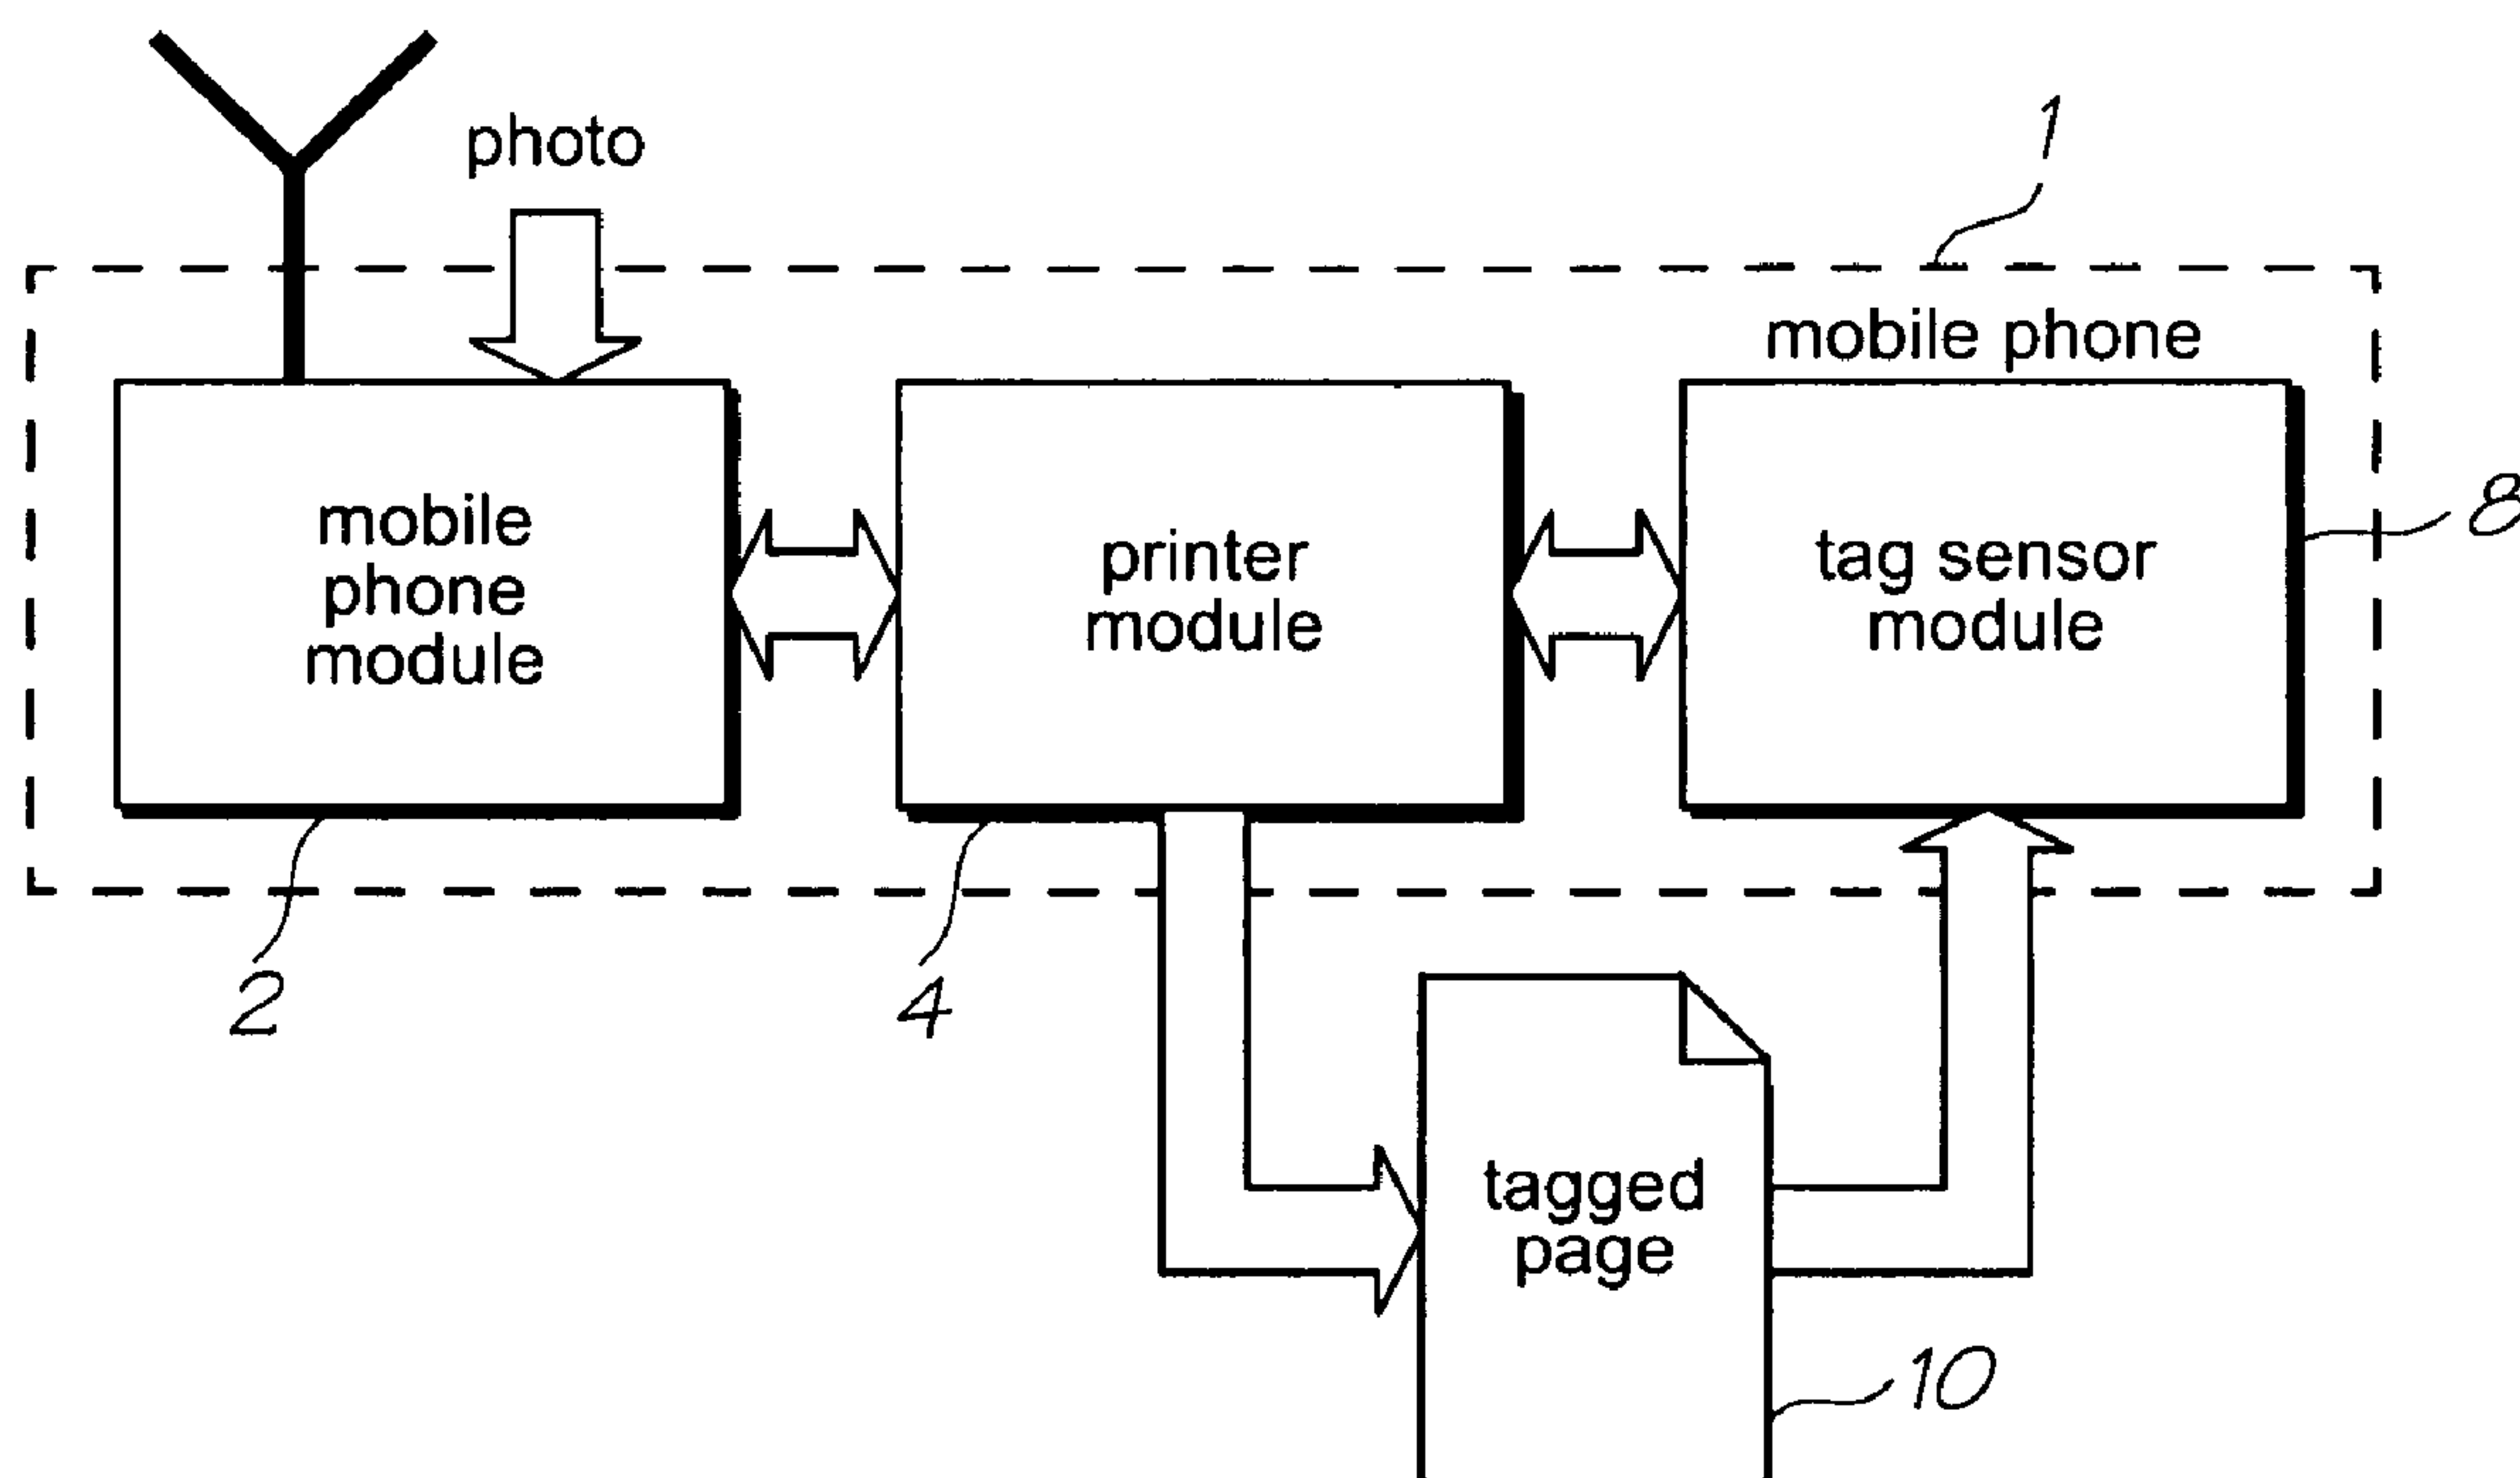 photo
1
mobile phone
mobile
phone
module
printer
module
tag sensor
module
8
2
4
tagged
page
10